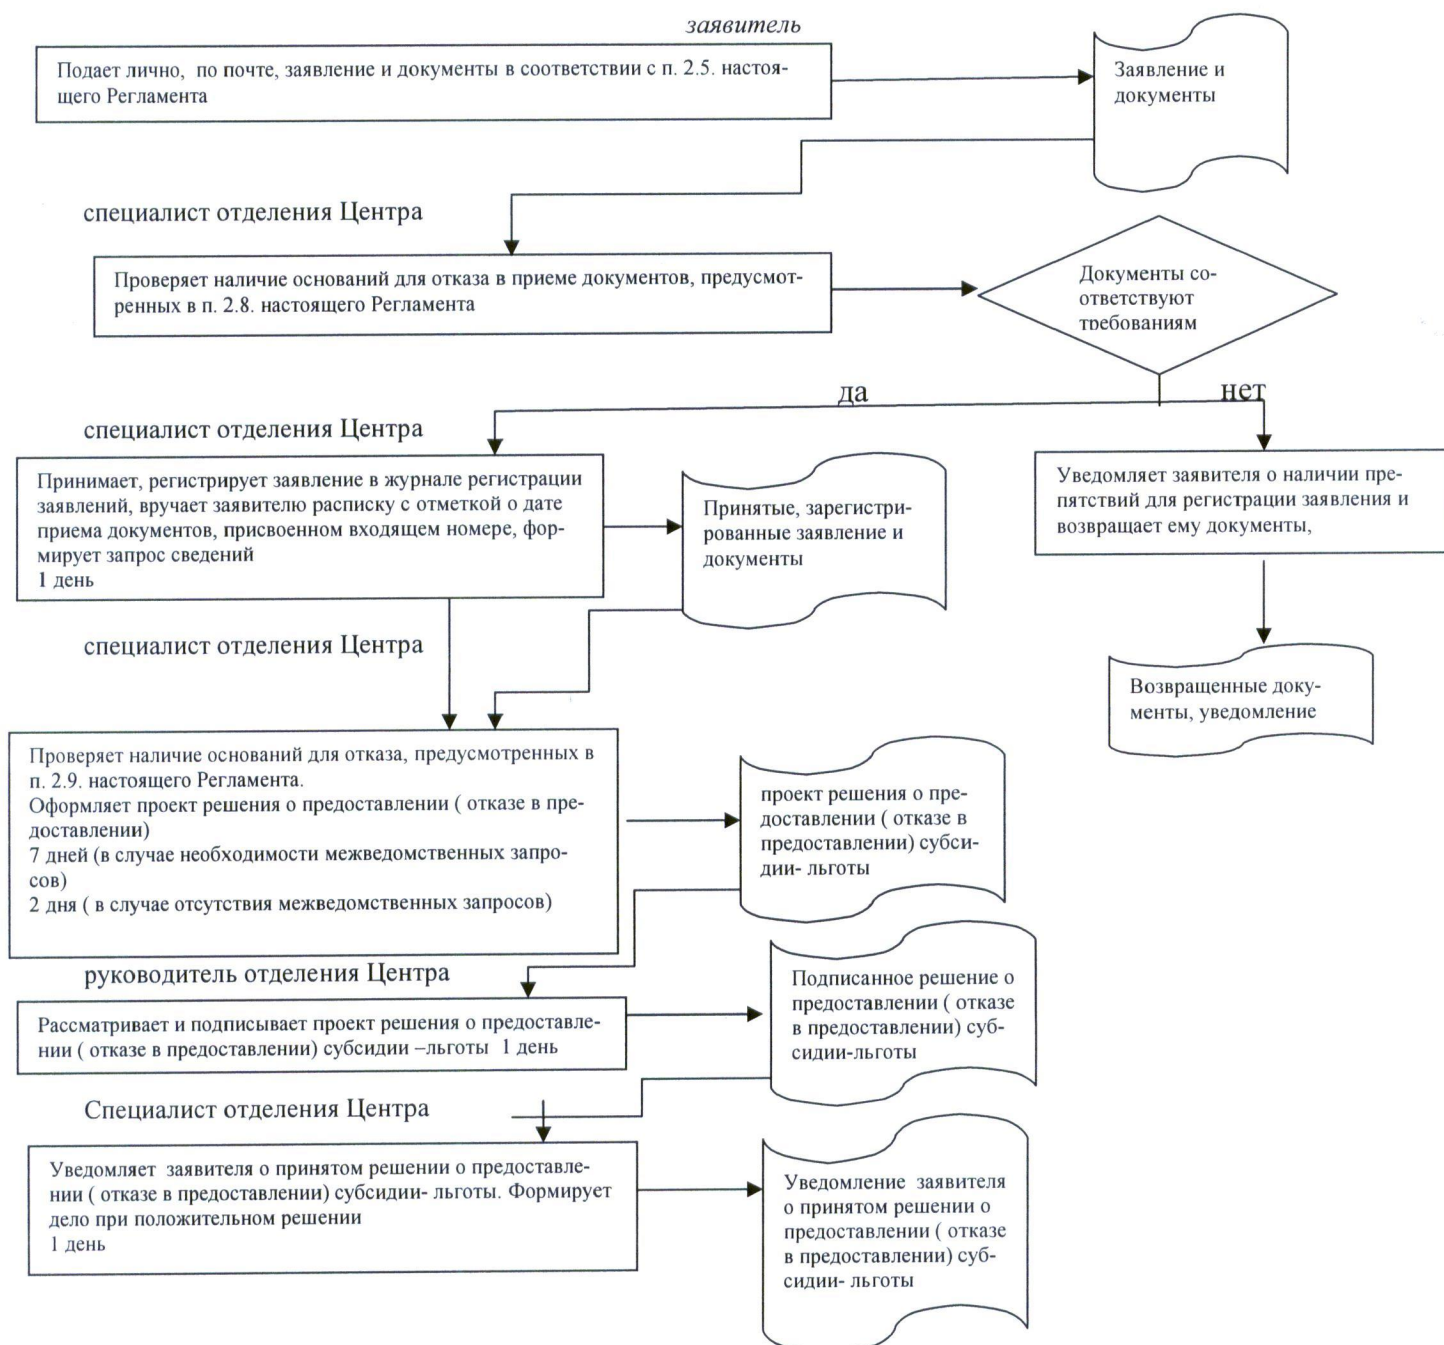 заявитель
Подает лично, по почте, заявление и документы в соответствии с п. 2.5. настоя-
щего Регламента
Заявление и
документы
специалист отделения Центра
Проверяет наличие оснований для отказа в приеме документов, предусмот-
ренных в п. 2.8. настоящего Регламента
Документы со-
ответствуют
требованиям
да
нет
специалист отделения Центра
Принимает, регистрирует заявление в журнале регистрации
заявлений, вручает заявителю расписку с отметкой о дате
приема документов, присвоенном входящем номере, фор-
мирует запрос сведений
1 день
Принятые, зарегистри-
рованные заявление и
документы
Уведомляет заявителя о наличии пре-
пятствий для регистрации заявления и
возвращает ему документы,
специалист отделения Центра
Возвращенные доку-
менты, уведомление
Проверяет наличие оснований для отказа, предусмотренных в
п. 2.9. настоящего Регламента.
Оформляет проект решения о предоставлении ( отказе в пре-
доставлении)
7 дней (в случае необходимости межведомственных запро-
сов)
2 дня ( в случае отсутствия межведомственных запросов)
проект решения о пре-
доставлении ( отказе в
предоставлении) субси-
дии- льготы
руководитель отделения Центра
Рассматривает и подписывает проект решения о предоставле-
нии ( отказе в предоставлении) субсидии –льготы 1 день
Подписанное решение о
предоставлении ( отказе
в предоставлении) суб-
сидии-льготы
Специалист отделения Центра
Уведомляет заявителя о принятом решении о предоставле-
нии ( отказе в предоставлении) субсидии- льготы. Формирует
дело при положительном решении
1 день
Уведомление заявителя
о принятом решении о
предоставлении ( отказе
в предоставлении) суб-
сидии- льготы